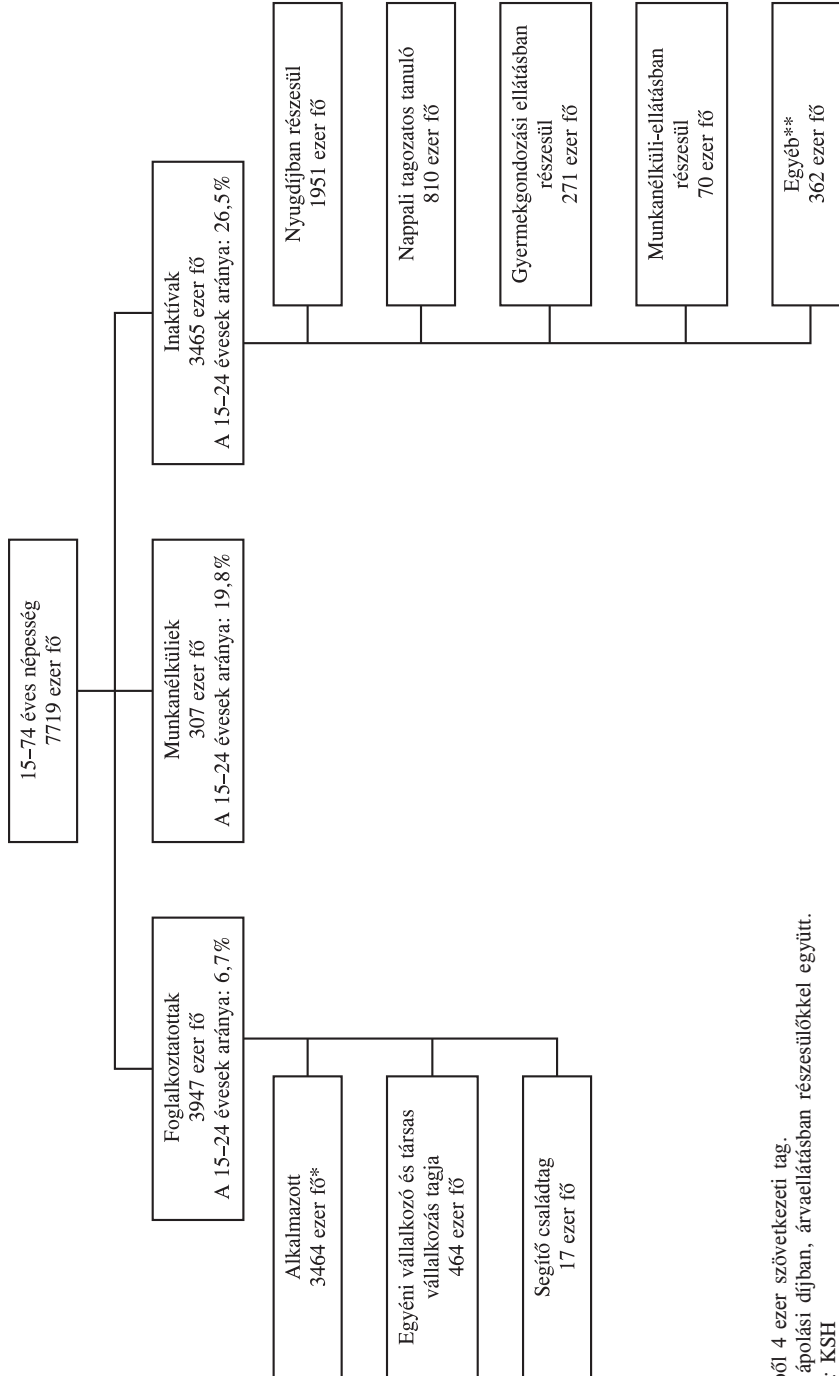 15–74 éves népesség
7719 ezer fő
Foglalkoztatottak
3947 ezer fő
A 15–24 évesek aránya: 6,7%
Munkanélküliek
307 ezer fő
A 15–24 évesek aránya: 19,8%
Inaktívak
3465 ezer fő
A 15–24 évesek aránya: 26,5%
Alkalmazott
3464 ezer fő*
Egyéni vállalkozó és társas
vállalkozás tagja
464 ezer fő
Segítő családtag
17 ezer fő
Nyugdíjban részesül
1951 ezer fő
Nappali tagozatos tanuló
810 ezer fő
Gyermekgondozási ellátásban
részesül
271 ezer fő
Munkanélküli-ellátásban
részesül
70 ezer fő
Egyéb**
362 ezer fő
ből 4 ezer szövetkezeti tag.
ápolási díjban, árvaellátásban részesülőkkel együtt.
: KSH